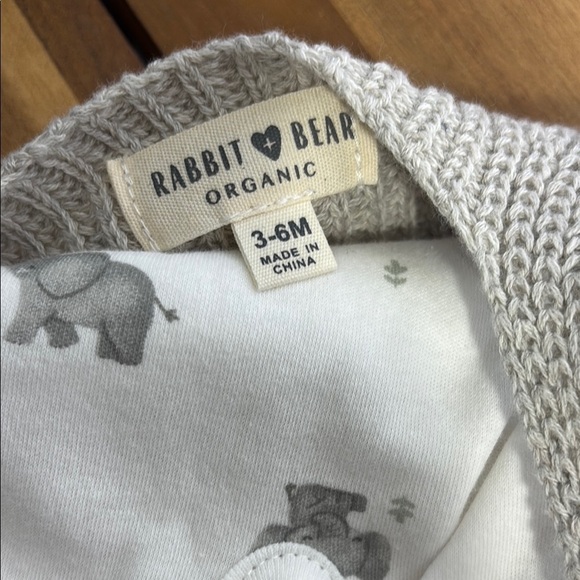 RABBIT + BEAR
ORGANIC
3-6M
MADE IN
CHINA